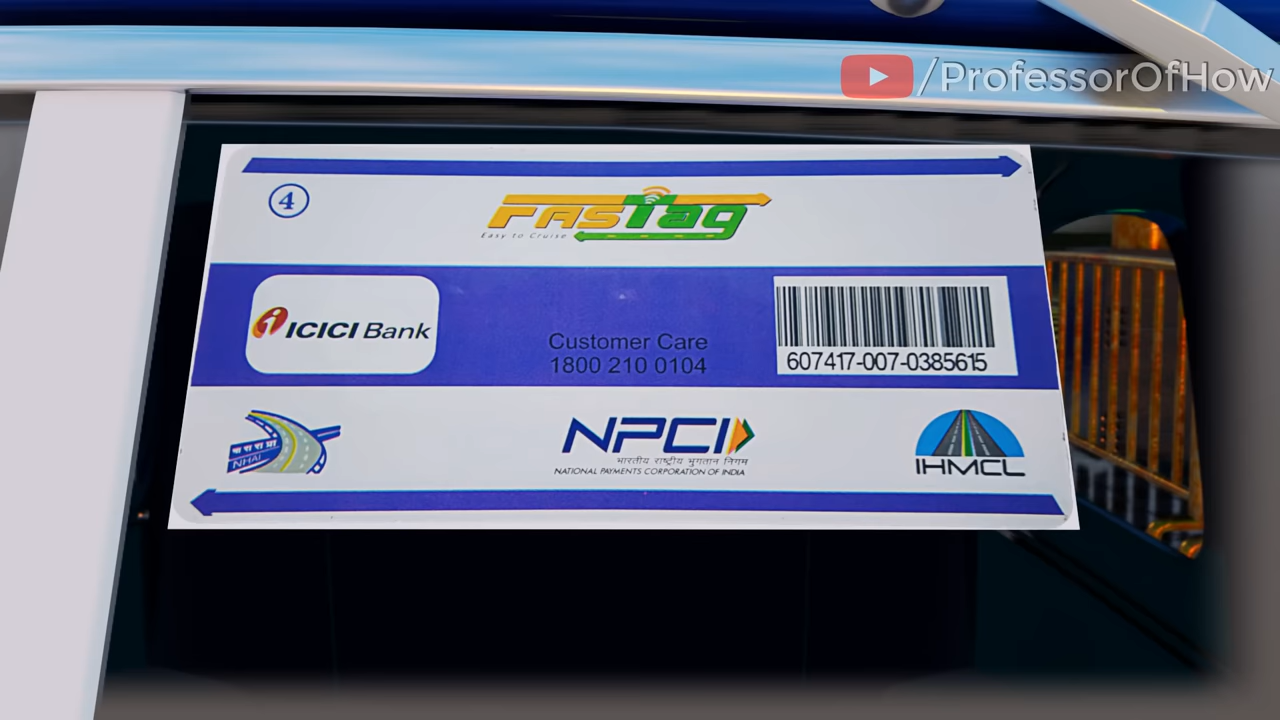 /ProfessorOfHow
4
FASTag
Easy to Cruise
ICICI Bank
Customer Care
1800 210 0104
607417-007-0385615
भा रा रा प्रा
NHAI
NPCI
भारतीय राष्ट्रीय भुगतान निगम
NATIONAL PAYMENTS CORPORATION OF INDIA
IHMCL